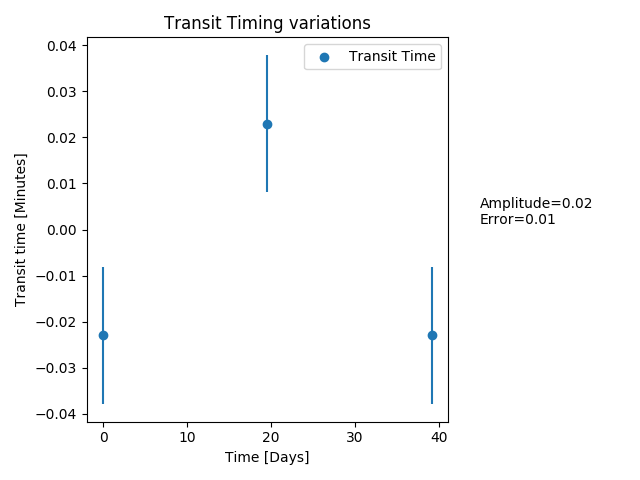 Transit Timing variations
Transit Time
0.04
0.03
0.02
0.01
0.00
−0.01
−0.02
−0.03
−0.04
Transit time [Minutes]
0
10
20
30
40
Time [Days]
Amplitude=0.02
Error=0.01